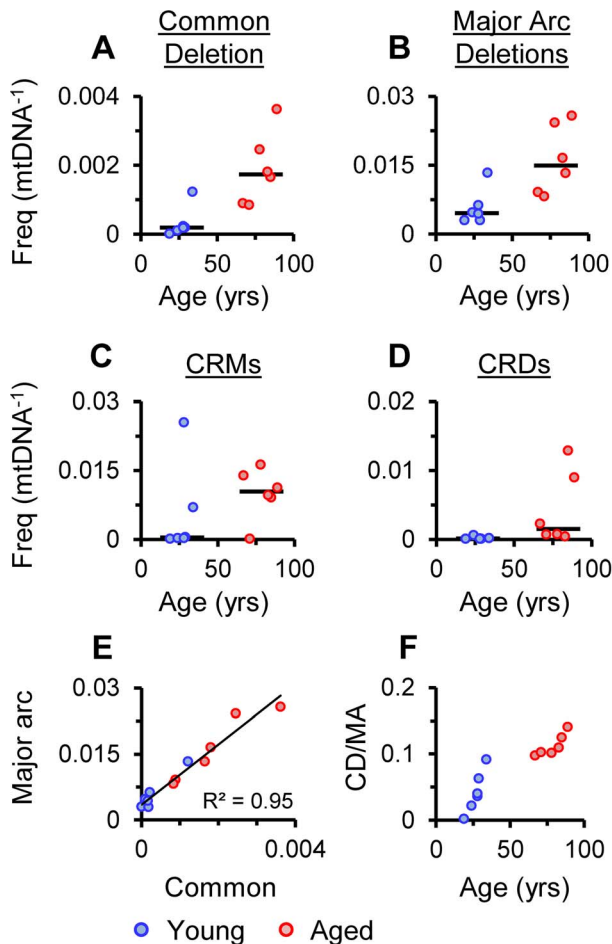 A
Common
Deletion
Freq (mtDNA⁻¹)
0.004
0.002
0
0 50 100
Age (yrs)
B
Major Arc
Deletions
0.03
0.015
0
0 50 100
Age (yrs)
C
CRMs
Freq (mtDNA⁻¹)
0.03
0.015
0
0 50 100
Age (yrs)
D
CRDs
0.02
0.01
0
0 50 100
Age (yrs)
E
Major arc
0.03
0.015
0
R² = 0.95
0.004
Common
F
CD/MA
0.2
0.1
0
0 50 100
Age (yrs)
Young Aged